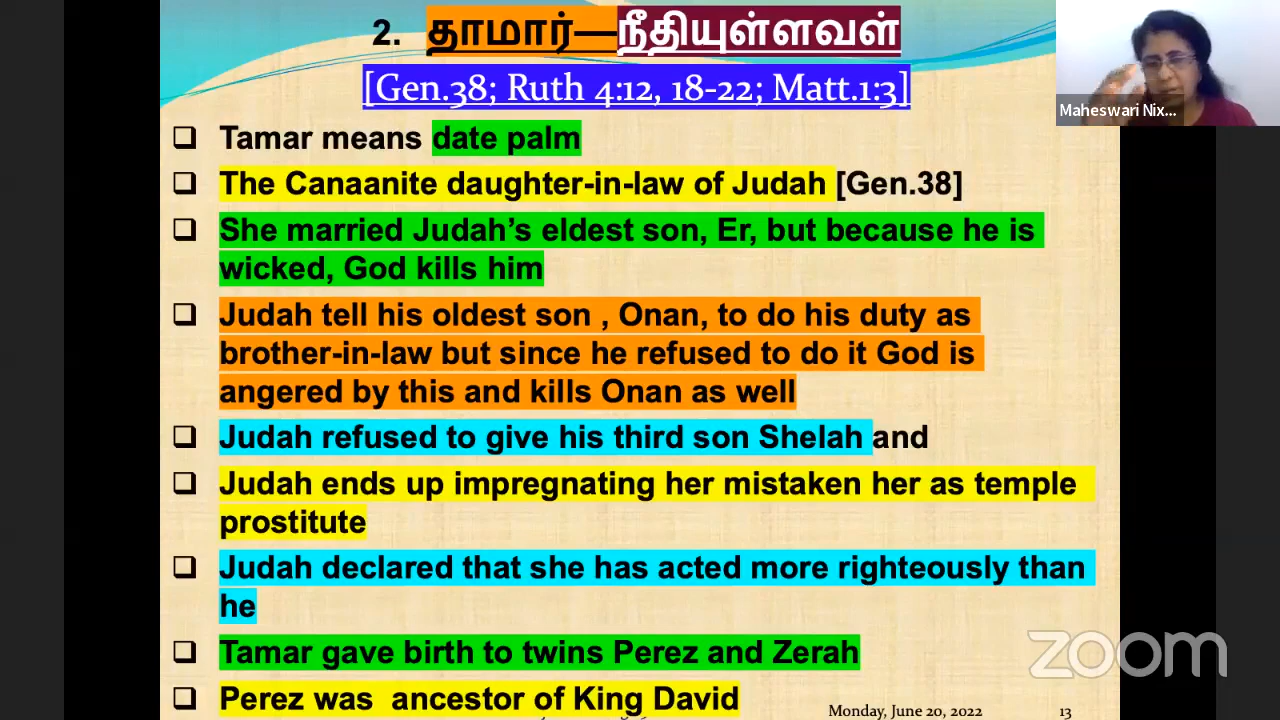 2. தாமார்—நீதியுள்ளவள்
[Gen.38; Ruth 4:12, 18-22; Matt.1:3]
Tamar means date palm
The Canaanite daughter-in-law of Judah [Gen.38]
She married Judah’s eldest son, Er, but because he is
wicked, God kills him
Judah tell his oldest son , Onan, to do his duty as
brother-in-law but since he refused to do it God is
angered by this and kills Onan as well
Judah refused to give his third son Shelah and
Judah ends up impregnating her mistaken her as temple
prostitute
Judah declared that she has acted more righteously than
he
Tamar gave birth to twins Perez and Zerah
Perez was ancestor of King David
Monday, June 20, 2022
13
Maheswari Nix...
zoom